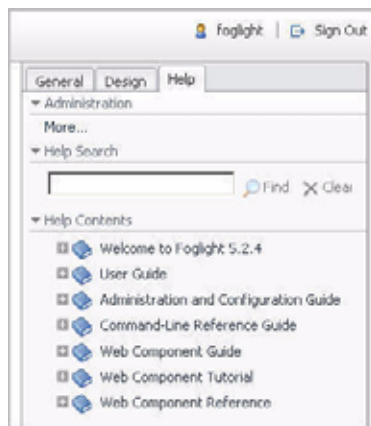 foglight | Sign Out
General Design Help
Administration
More...
Help Search
Find Clear
Help Contents
Welcome to Foglight 5.2.4
User Guide
Administration and Configuration Guide
Command-Line Reference Guide
Web Component Guide
Web Component Tutorial
Web Component Reference